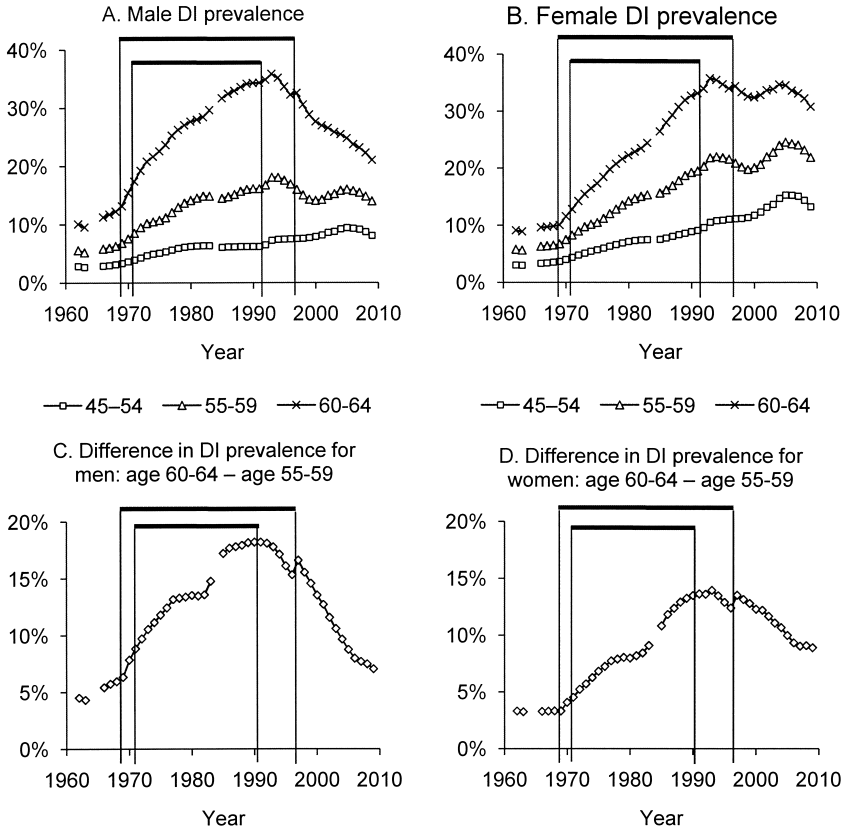 A. Male DI prevalence
40%
30%
20%
10%
0%
1960 1970 1980 1990 2000 2010
Year
45–54 55-59 60-64
B. Female DI prevalence
40%
30%
20%
10%
0%
1960 1970 1980 1990 2000 2010
Year
45–54 55-59 60-64
C. Difference in DI prevalence for
men: age 60-64 – age 55-59
20%
15%
10%
5%
0%
1960 1970 1980 1990 2000 2010
Year
D. Difference in DI prevalence for
women: age 60-64 – age 55-59
20%
15%
10%
5%
0%
1960 1970 1980 1990 2000 2010
Year